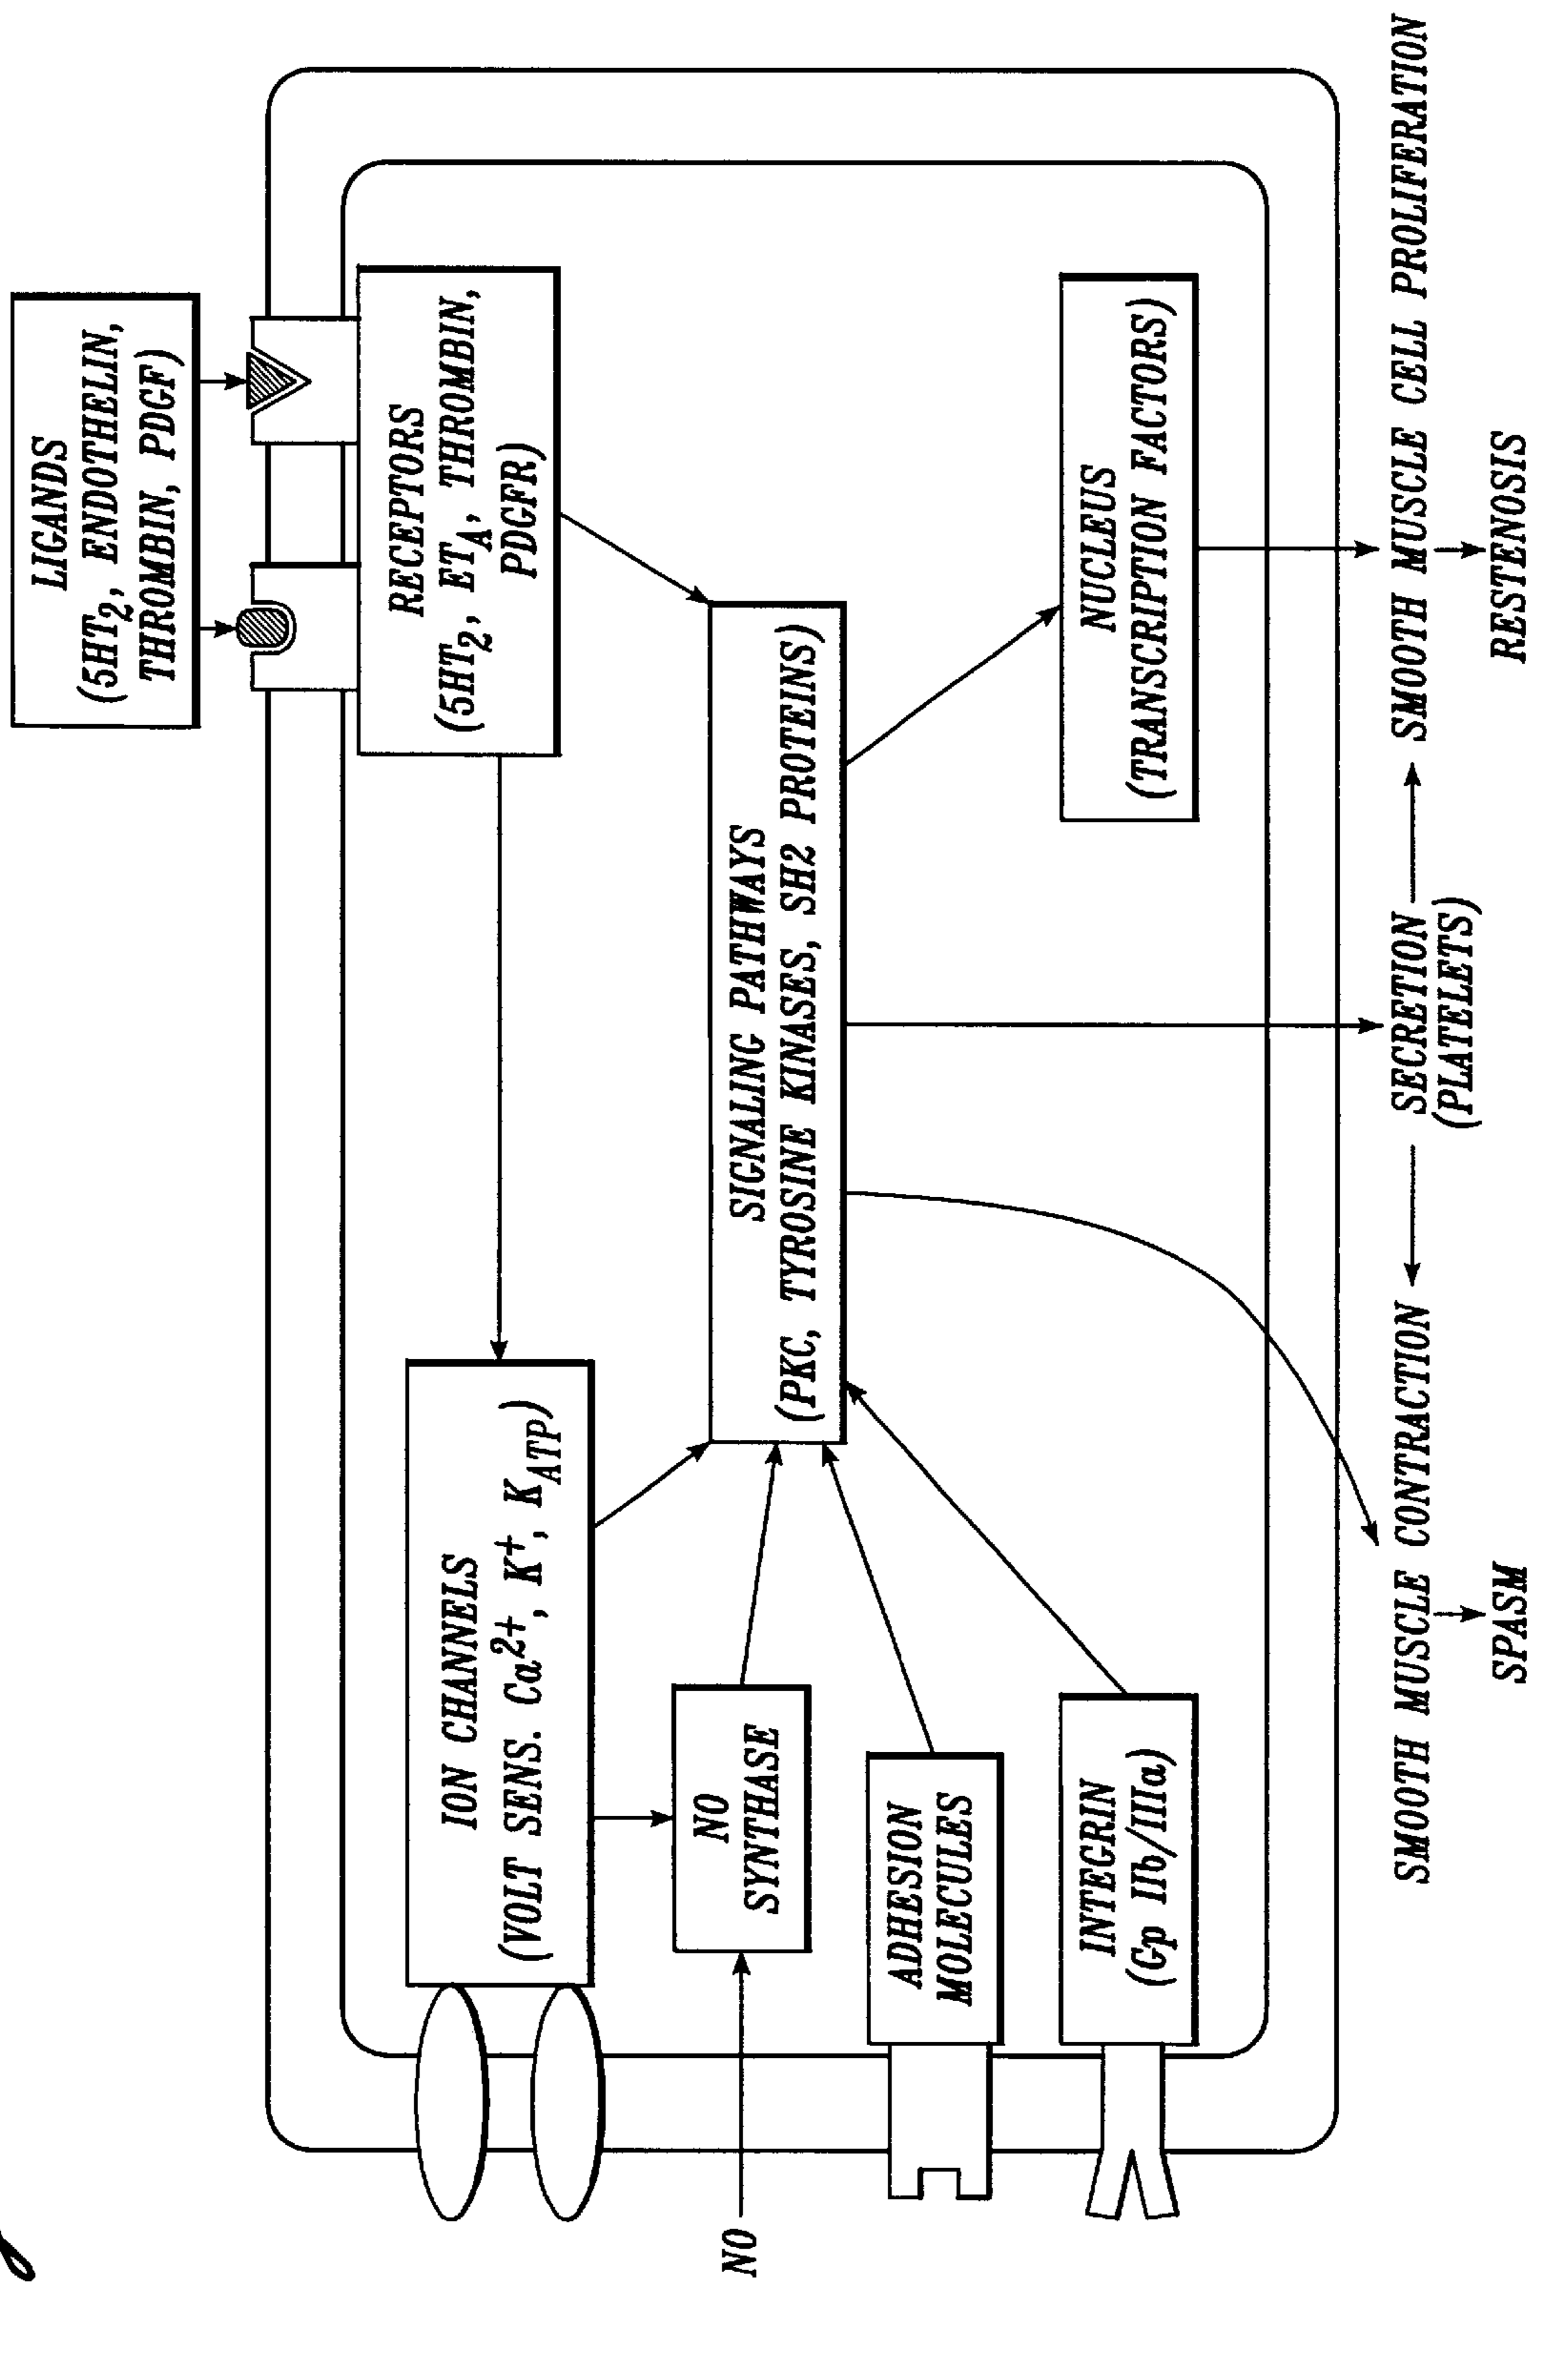 LIGANDS
(5HT2, ENDOTHELIN,
THROMBIN, PDGF)
RECEPTORS
(5HT2, ETA, THROMBIN,
PDGFR)
ION CHANNELS
(VOLT SENS. Ca2+, K+, KATP)
SIGNALING PATHWAYS
(PKC, TYROSINE KINASES, SH2 PROTEINS)
NO
NO
SYNTHASE
ADHESION
MOLECULES
INTEGRIN
(Gp IIb/IIIa)
NUCLEUS
(TRANSCRIPTION FACTORS)
SMOOTH MUSCLE CONTRACTION
SECRETION
(PLATELETS)
SMOOTH MUSCLE CELL PROLIFERATION
SPASM
RESTENOSIS